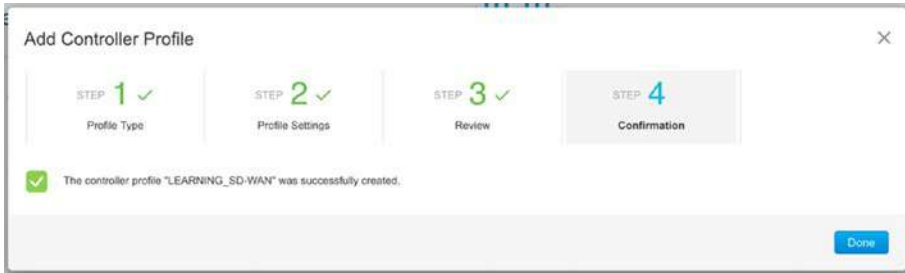 Add Controller Profile
STEP 1
STEP 2
STEP 3
STEP 4
Profile Type
Profile Settings
Review
Confirmation
The controller profile "LEARNING_SD-WAN" was successfully created.
Done